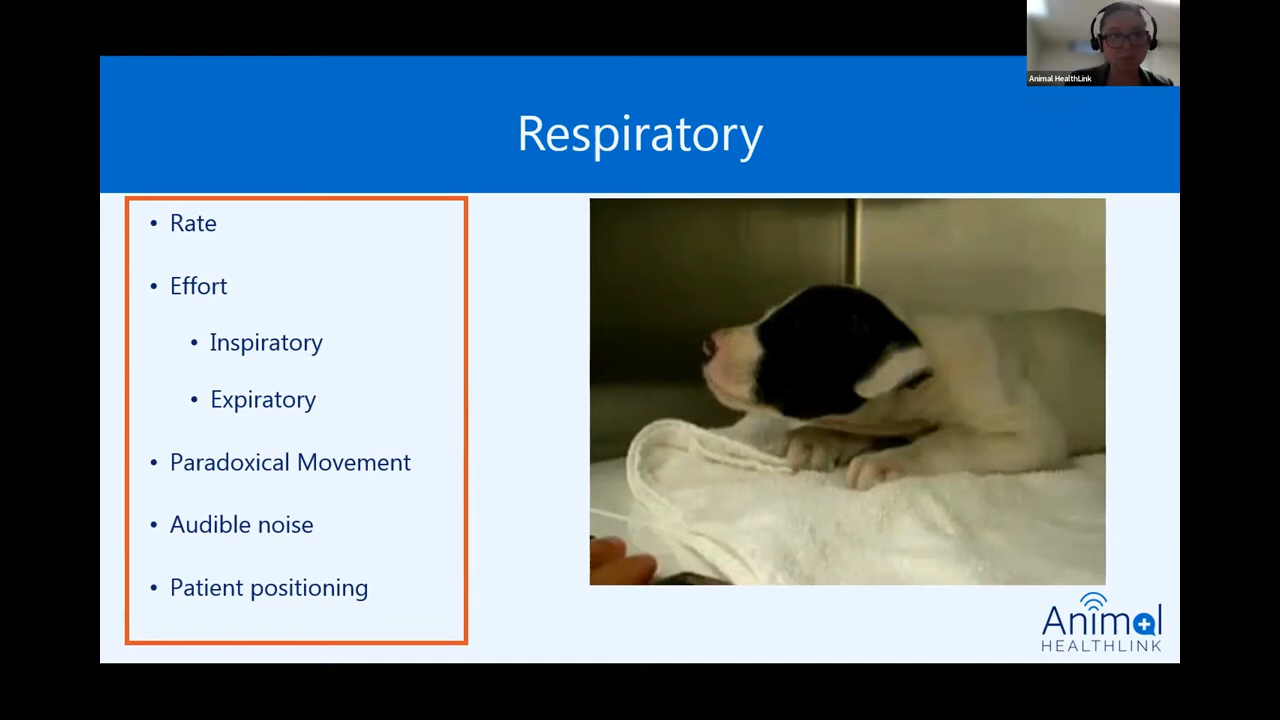 Animal HealthLink
Respiratory
• Rate
• Effort
• Inspiratory
• Expiratory
• Paradoxical Movement
• Audible noise
• Patient positioning
Animal
HEALTHLINK